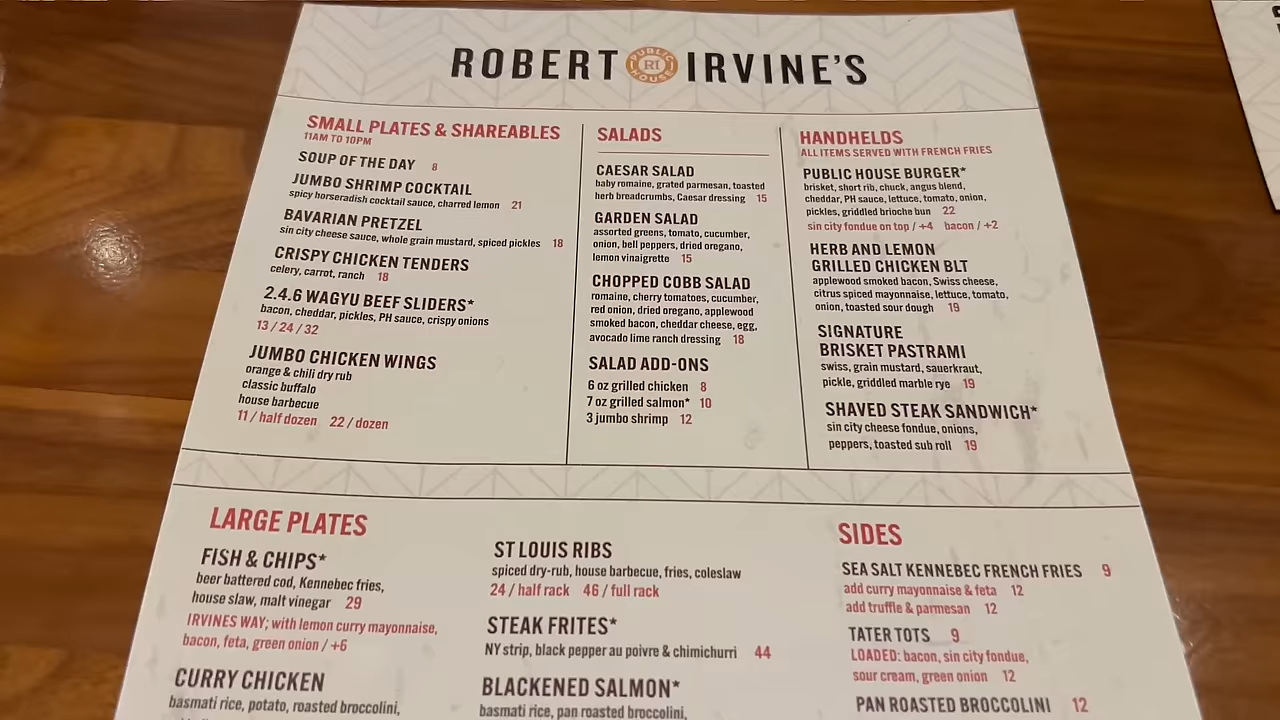 ROBERT PUBLIC HOUSE RI IRVINE'S
SMALL PLATES & SHAREABLES
11AM TO 10PM
SOUP OF THE DAY 8
JUMBO SHRIMP COCKTAIL
spicy horseradish cocktail sauce, charred lemon 21
BAVARIAN PRETZEL
sin city cheese sauce, whole grain mustard, spiced pickles 18
CRISPY CHICKEN TENDERS
celery, carrot, ranch 18
2.4.6 WAGYU BEEF SLIDERS*
bacon, cheddar, pickles, PH sauce, crispy onions
13 / 24 / 32
JUMBO CHICKEN WINGS
orange & chili dry rub
classic buffalo
house barbecue
11 / half dozen 22 / dozen
SALADS
CAESAR SALAD
baby romaine, grated parmesan, toasted
herb breadcrumbs, Caesar dressing 15
GARDEN SALAD
assorted greens, tomato, cucumber,
onion, bell peppers, dried oregano,
lemon vinaigrette 15
CHOPPED COBB SALAD
romaine, cherry tomatoes, cucumber,
red onion, dried oregano, applewood
smoked bacon, cheddar cheese, egg,
avocado lime ranch dressing 18
SALAD ADD-ONS
6 oz grilled chicken 8
7 oz grilled salmon* 10
3 jumbo shrimp 12
HANDHELDS
ALL ITEMS SERVED WITH FRENCH FRIES
PUBLIC HOUSE BURGER*
brisket, short rib, chuck, angus blend,
cheddar, PH sauce, lettuce, tomato, onion,
pickles, griddled brioche bun 22
sin city fondue on top / +4 bacon / +2
HERB AND LEMON
GRILLED CHICKEN BLT
applewood smoked bacon, Swiss cheese,
citrus spiced mayonnaise, lettuce, tomato,
onion, toasted sour dough 19
SIGNATURE
BRISKET PASTRAMI
swiss, grain mustard, sauerkraut,
pickle, griddled marble rye 19
SHAVED STEAK SANDWICH*
sin city cheese fondue, onions,
peppers, toasted sub roll 19
LARGE PLATES
FISH & CHIPS*
beer battered cod, Kennebec fries,
house slaw, malt vinegar 29
IRVINES WAY; with lemon curry mayonnaise,
bacon, feta, green onion / +6
CURRY CHICKEN
basmati rice, potato, roasted broccolini,
ST LOUIS RIBS
spiced dry-rub, house barbecue, fries, coleslaw
24 / half rack 46 / full rack
STEAK FRITES*
NY strip, black pepper au poivre & chimichurri 44
BLACKENED SALMON*
basmati rice, pan roasted broccolini,
SIDES
SEA SALT KENNEBEC FRENCH FRIES 9
add curry mayonnaise & feta 12
add truffle & parmesan 12
TATER TOTS 9
LOADED: bacon, sin city fondue,
sour cream, green onion 12
PAN ROASTED BROCCOLINI 12